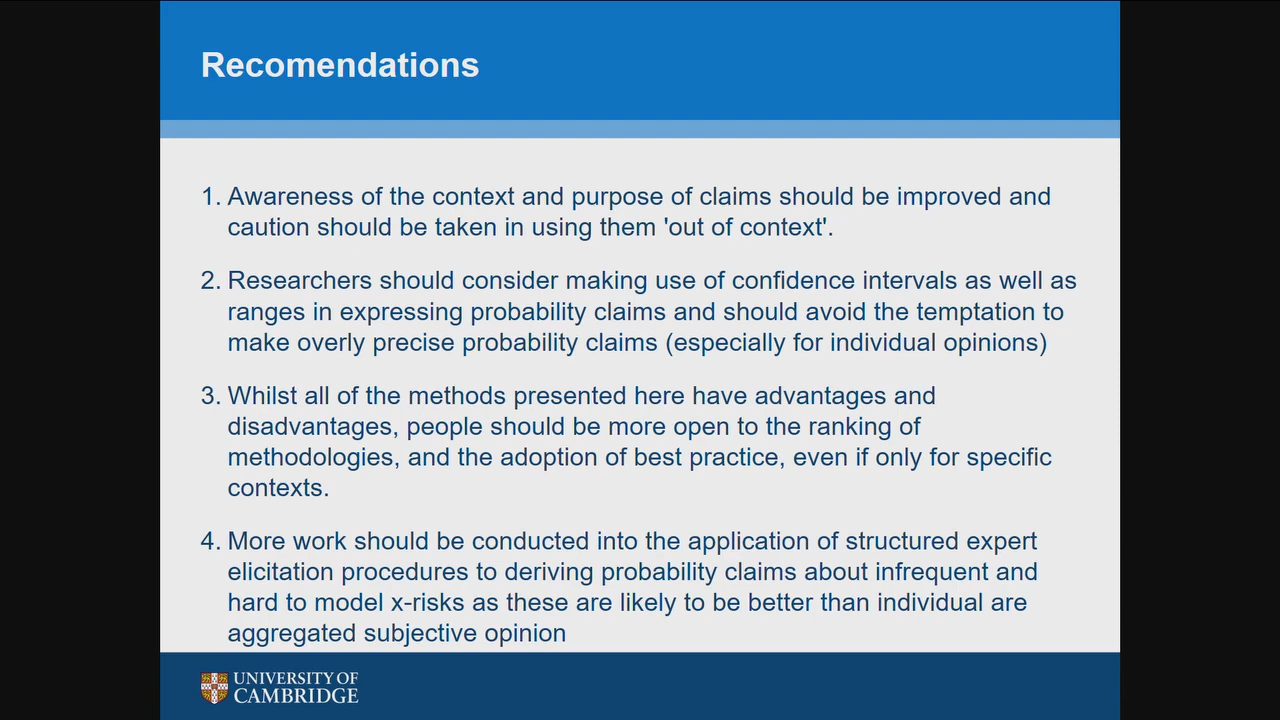 Recomendations
1. Awareness of the context and purpose of claims should be improved and
caution should be taken in using them 'out of context'.
2. Researchers should consider making use of confidence intervals as well as
ranges in expressing probability claims and should avoid the temptation to
make overly precise probability claims (especially for individual opinions)
3. Whilst all of the methods presented here have advantages and
disadvantages, people should be more open to the ranking of
methodologies, and the adoption of best practice, even if only for specific
contexts.
4. More work should be conducted into the application of structured expert
elicitation procedures to deriving probability claims about infrequent and
hard to model x-risks as these are likely to be better than individual are
aggregated subjective opinion
UNIVERSITY OF
CAMBRIDGE